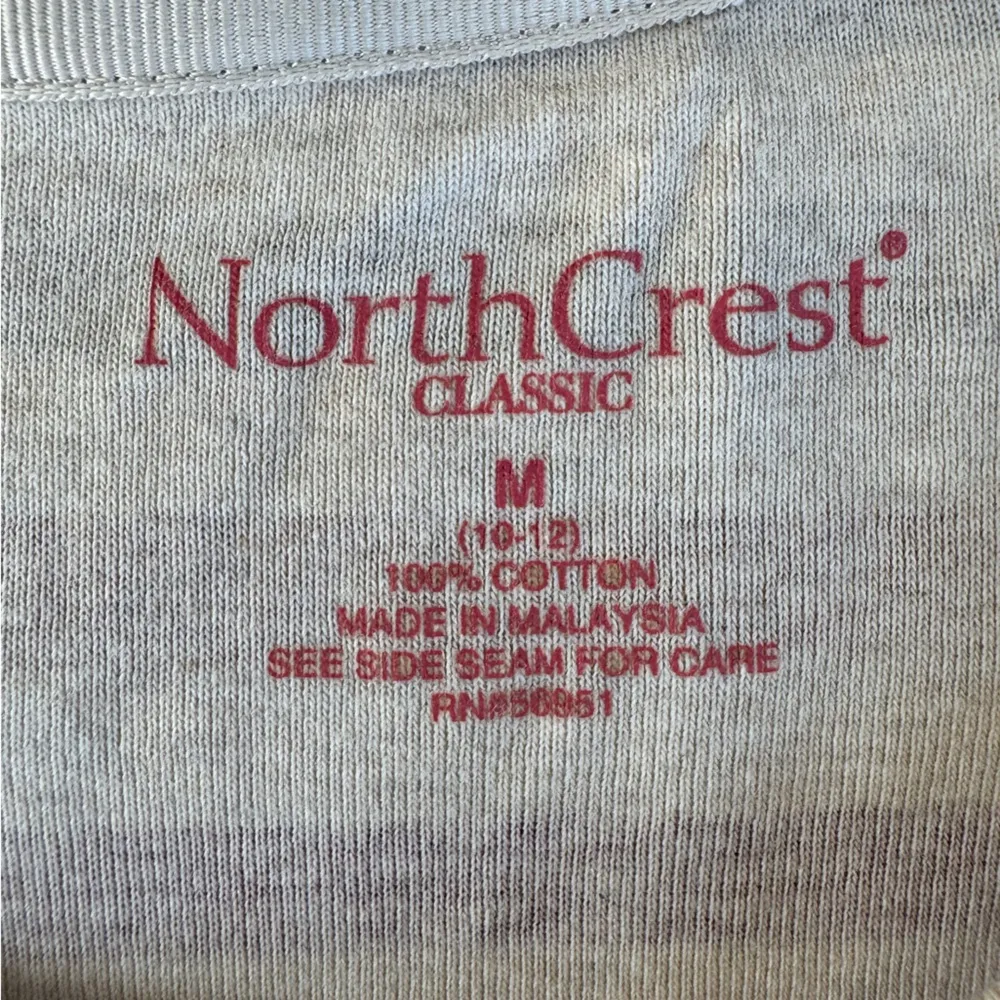 NorthCrest®
CLASSIC
M
(10-12)
100% COTTON
MADE IN MALAYSIA
SEE SIDE SEAM FOR CARE
RN#56951